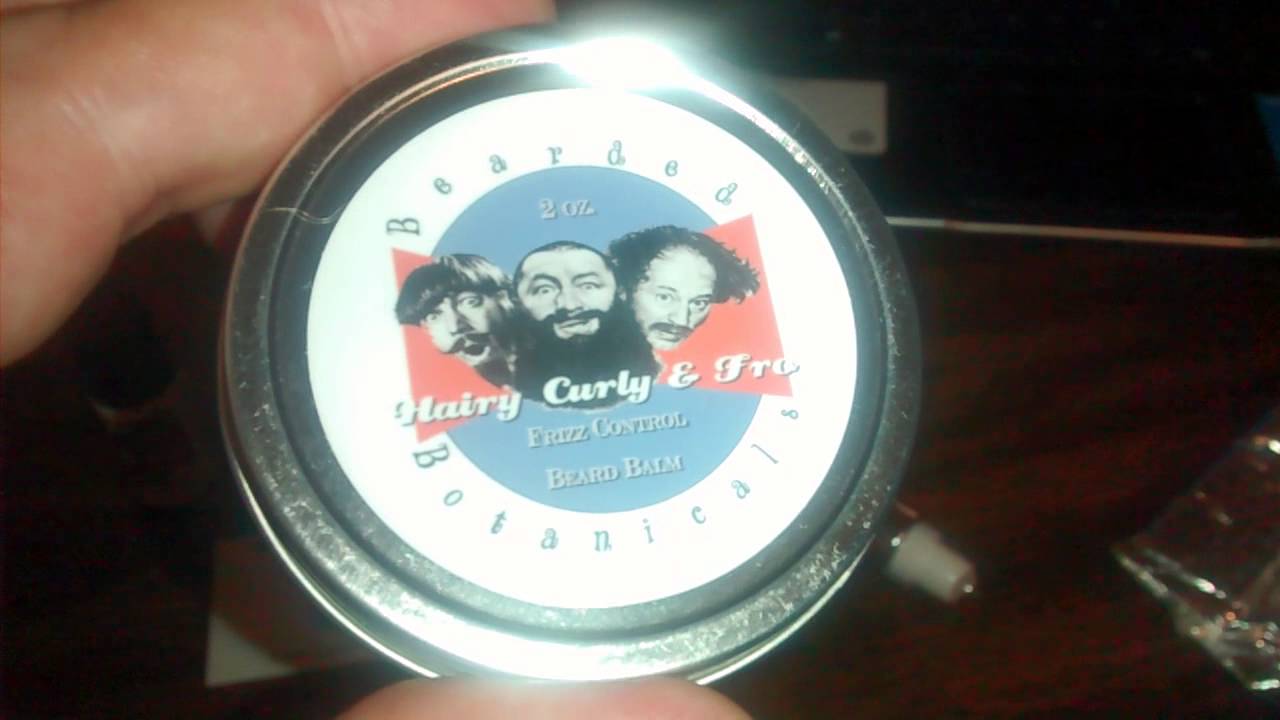 Bearded
2 OZ.
Hairy Curly & Fro
FRIZZ CONTROL
BEARD BALM
Botanicals